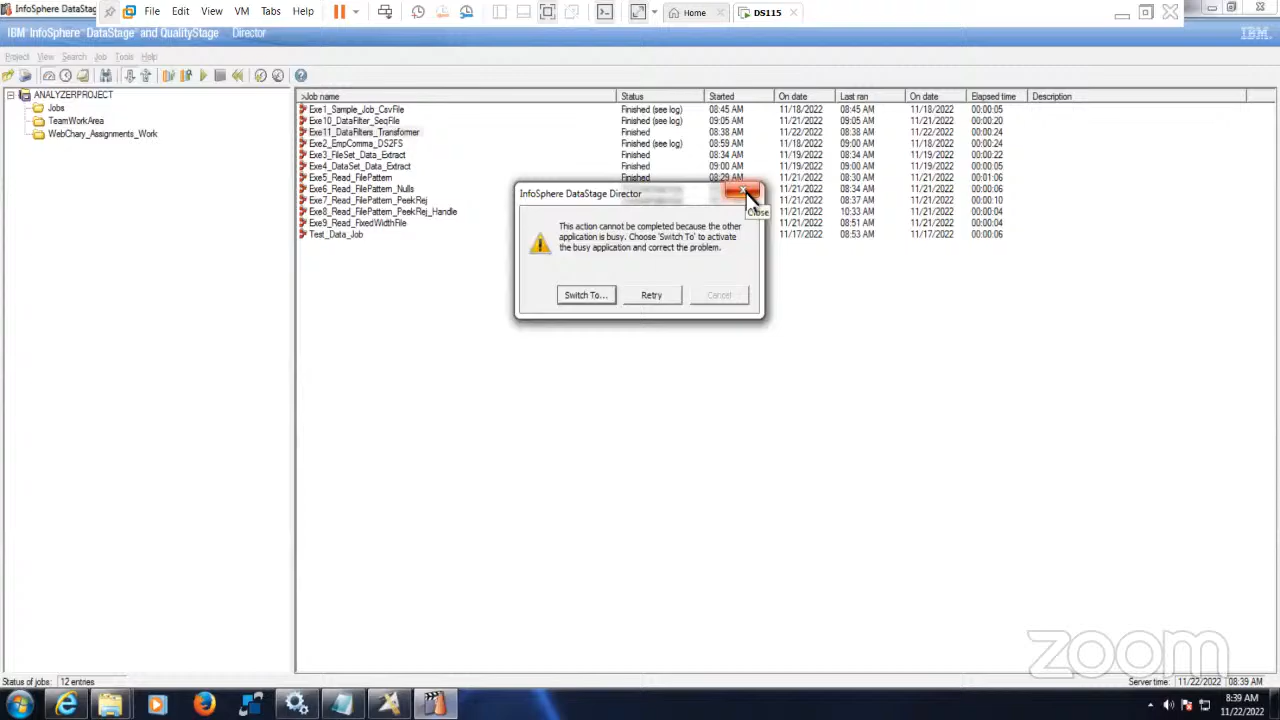 InfoSphere DataStag
File Edit View VM Tabs Help
Home
DS115
IBM InfoSphere DataStage and QualityStage Director
IBM.
Project View Search Job Tools Help
ANALYZERPROJECT
Jobs
TeamWorkArea
WebChary_Assignments_Work
>Job name Status Started On date Last ran On date Elapsed time Description
Exe1_Sample_Job_CsvFile Finished (see log) 08:45 AM 11/18/2022 08:45 AM 11/18/2022 00:00:05
Exe10_DataFilter_SeqFile Finished (see log) 09:05 AM 11/21/2022 09:05 AM 11/21/2022 00:00:20
Exe11_DataFilters_Transformer Finished 08:38 AM 11/22/2022 08:38 AM 11/22/2022 00:00:24
Exe2_EmpComma_DS2FS Finished (see log) 08:59 AM 11/18/2022 08:59 AM 11/18/2022 00:00:24
Exe3_FileSet_Data_Extract Finished 08:34 AM 11/19/2022 08:34 AM 11/19/2022 00:00:22
Exe4_DataSet_Data_Extract Finished 09:00 AM 11/19/2022 09:00 AM 11/19/2022 00:00:05
Exe5_Read_FilePattern Finished 08:29 AM 11/21/2022 08:30 AM 11/21/2022 00:01:06
Exe6_Read_FilePattern_Nulls 11/21/2022 08:34 AM 11/21/2022 00:00:06
Exe7_Read_FilePattern_PeekRej 11/21/2022 08:37 AM 11/21/2022 00:00:10
Exe8_Read_FilePattern_PeekRej_Handle 11/21/2022 10:33 AM 11/21/2022 00:00:04
Exe9_Read_FixedWidthFile 11/21/2022 08:51 AM 11/21/2022 00:00:04
Test_Data_Job 11/17/2022 08:53 AM 11/17/2022 00:00:06
InfoSphere DataStage Director
Close
This action cannot be completed because the other
application is busy. Choose 'Switch To' to activate
the busy application and correct the problem.
Switch To... Retry Cancel
zoom
Status of jobs: 12 entries
Server time: 11/22/2022 08:39 AM
8:39 AM
11/22/2022